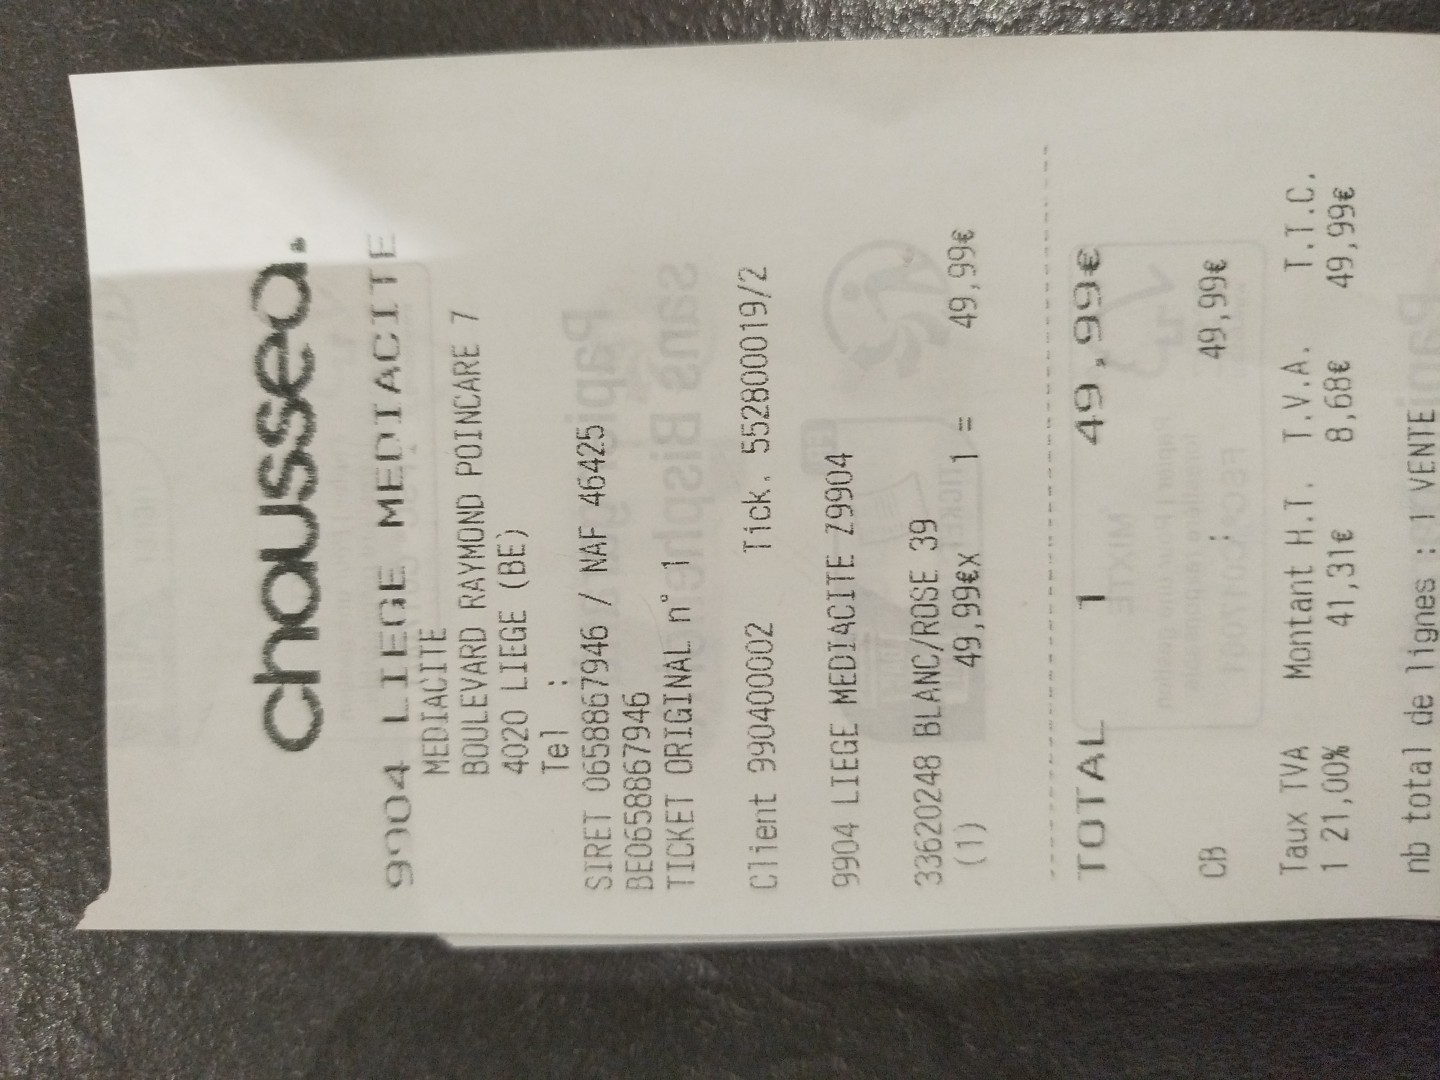 chaussea.
9904 LIEGE MEDIACITE
MEDIACITE
BOULEVARD RAYMOND POINCARE 7
4020 LIEGE (BE)
Tel :
SIRET 0658867946 / NAF 46425
BE0658867946
TICKET ORIGINAL n° 1
Client 990400002 Tick. 552800019/2
9904 LIEGE MEDIACITE Z9904
33620248 BLANC/ROSE 39
(1) 49,99€x 1 = 49,99€
TOTAL 1 49,99€
CB : 49,99€
Taux TVA Montant H.T. T.V.A. T.T.C.
1 21,00% 41,31€ 8,68€ 49,99€
nb total de lignes : 1 VENTE